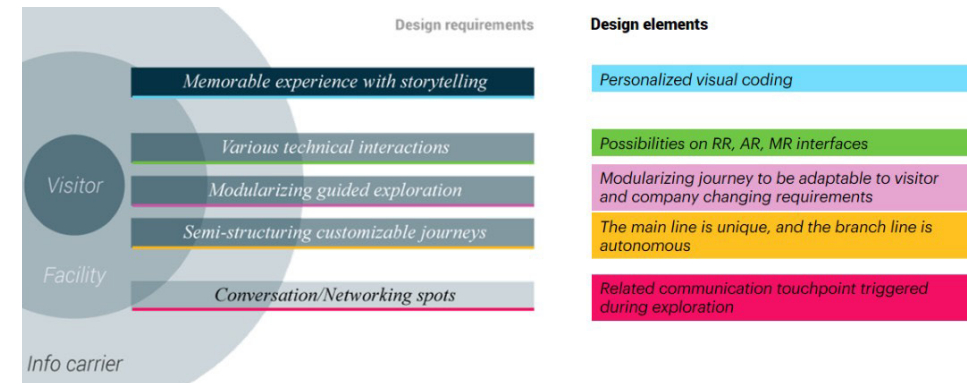 Design requirements
Design elements
Memorable experience with storytelling
Personalized visual coding
Various technical interactions
Possibilities on RR, AR, MR interfaces
Visitor
Modularizing guided exploration
Modularizing journey to be adaptable to visitor
and company changing requirements
Semi-structuring customizable journeys
The main line is unique, and the branch line is
autonomous
Facility
Conversation/Networking spots
Related communication touchpoint triggered
during exploration
Info carrier